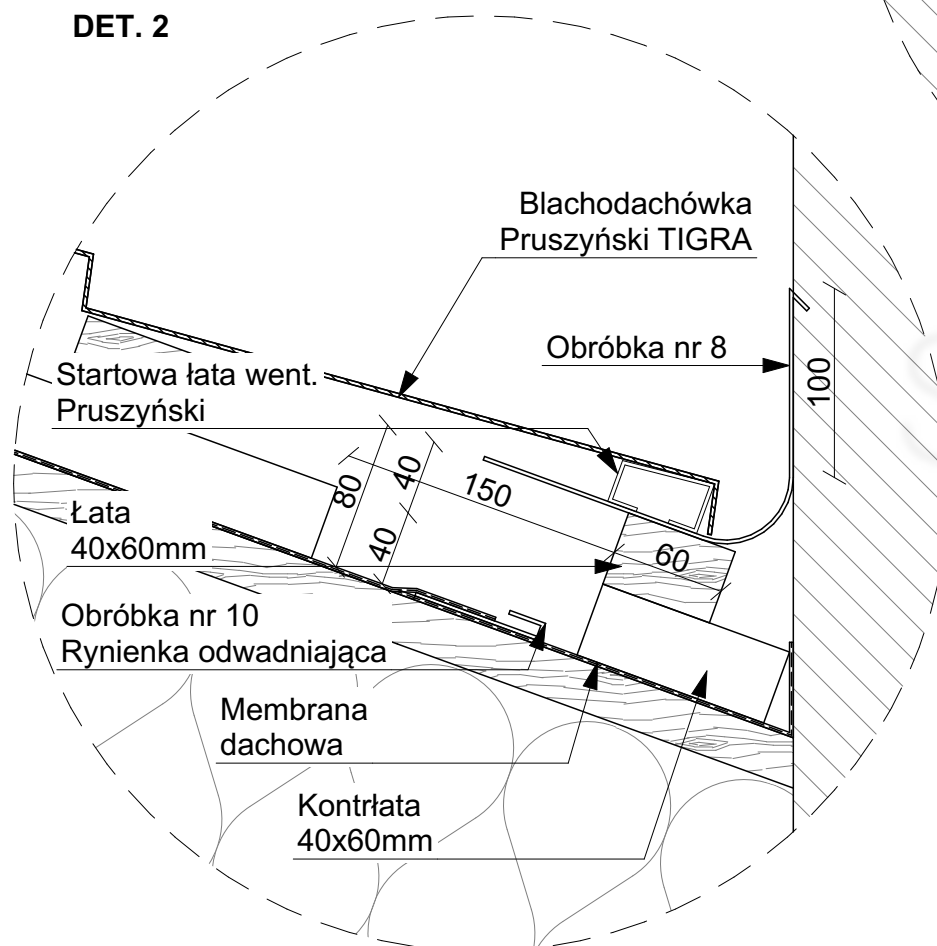 DET. 2
Blachodachówka
Pruszyński TIGRA
Obróbka nr 8
100
Startowa łata went.
Pruszyński
80
40
150
40
60
Łata
40x60mm
Obróbka nr 10
Rynienka odwadniająca
Membrana
dachowa
Kontrłata
40x60mm